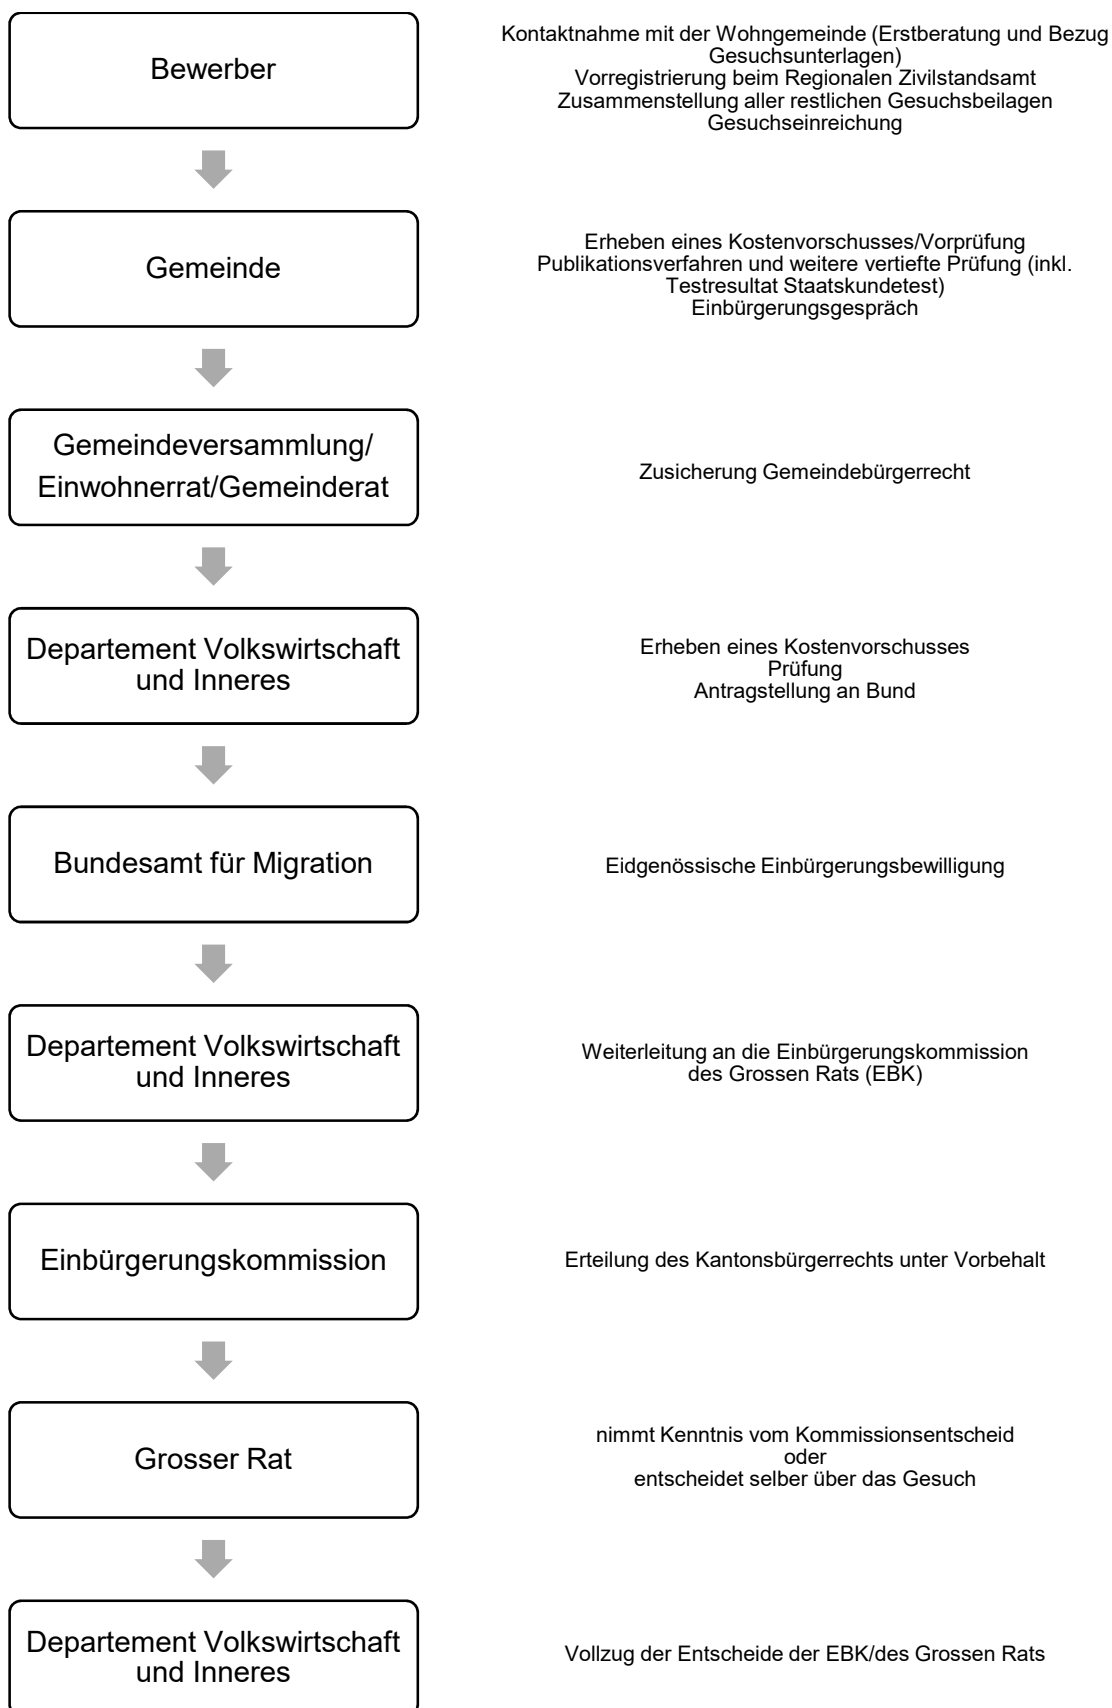 Bewerber
Kontaktnahme mit der Wohngemeinde (Erstberatung und Bezug
Gesuchsunterlagen)
Vorregistrierung beim Regionalen Zivilstandsamt
Zusammenstellung aller restlichen Gesuchsbeilagen
Gesuchseinreichung
Gemeinde
Erheben eines Kostenvorschusses/Vorprüfung
Publikationsverfahren und weitere vertiefte Prüfung (inkl.
Testresultat Staatskundetest)
Einbürgerungsgespräch
Gemeindeversammlung/
Einwohnerrat/Gemeinderat
Zusicherung Gemeindebürgerrecht
Departement Volkswirtschaft
und Inneres
Erheben eines Kostenvorschusses
Prüfung
Antragstellung an Bund
Bundesamt für Migration
Eidgenössische Einbürgerungsbewilligung
Departement Volkswirtschaft
und Inneres
Weiterleitung an die Einbürgerungskommission
des Grossen Rats (EBK)
Einbürgerungskommission
Erteilung des Kantonsbürgerrechts unter Vorbehalt
Grosser Rat
nimmt Kenntnis vom Kommissionsentscheid
oder
entscheidet selber über das Gesuch
Departement Volkswirtschaft
und Inneres
Vollzug der Entscheide der EBK/des Grossen Rats